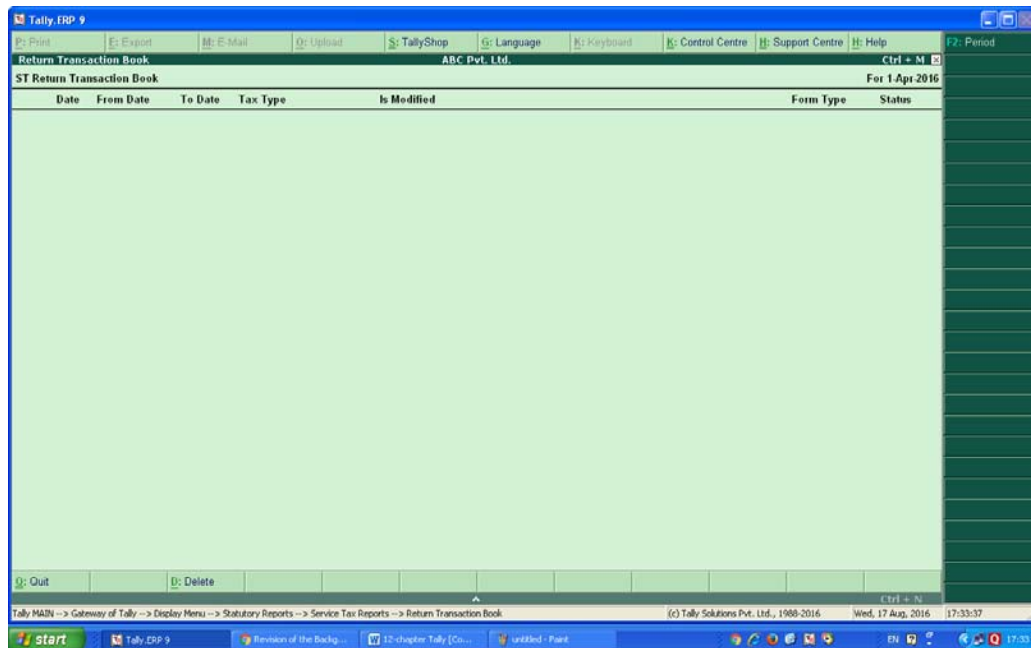 Tally.ERP 9
P: Print E: Export M: E-Mail O: Upload S: TallyShop G: Language K: Keyboard K: Control Centre H: Support Centre H: Help F2: Period
Return Transaction Book ABC Pvt. Ltd. Ctrl + M
ST Return Transaction Book For 1-Apr-2016
Date From Date To Date Tax Type Is Modified Form Type Status
Q: Quit D: Delete
Ctrl + N
Tally MAIN --> Gateway of Tally --> Display Menu --> Statutory Reports --> Service Tax Reports --> Return Transaction Book (c) Tally Solutions Pvt. Ltd., 1988-2016 Wed, 17 Aug, 2016 17:33:37
start Tally.ERP 9 Revision of the Backg... 12-chapter Tally [Co... untitled - Paint EN 17:33